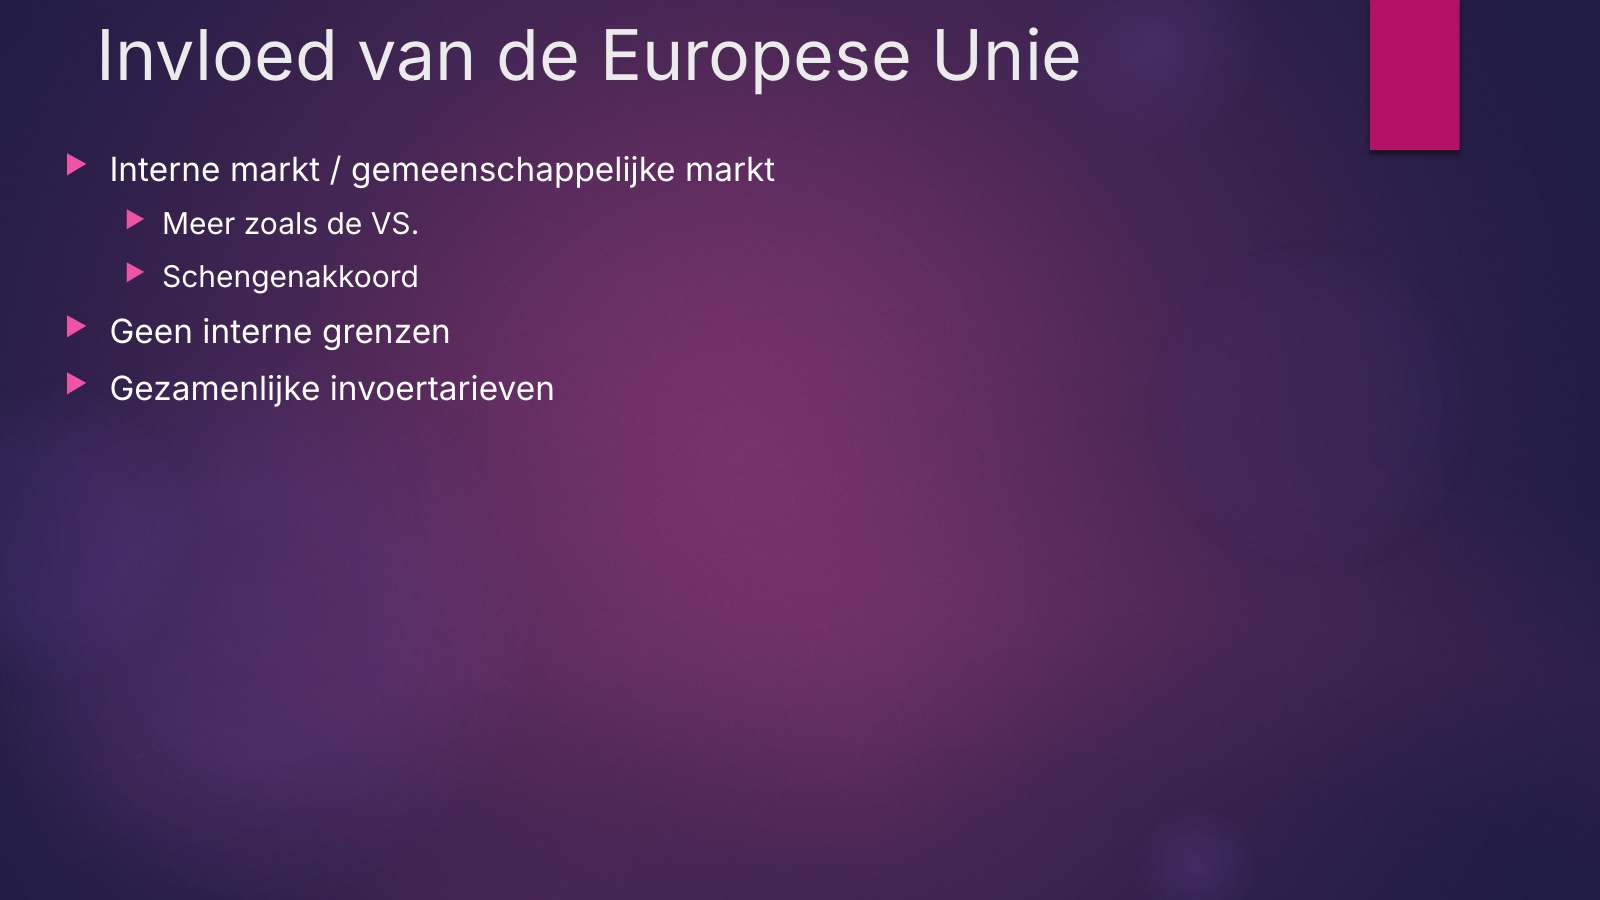 Invloed van de Europese Unie
Interne markt / gemeenschappelijke markt
Meer zoals de VS.
Schengenakkoord
Geen interne grenzen
Gezamenlijke invoertarieven